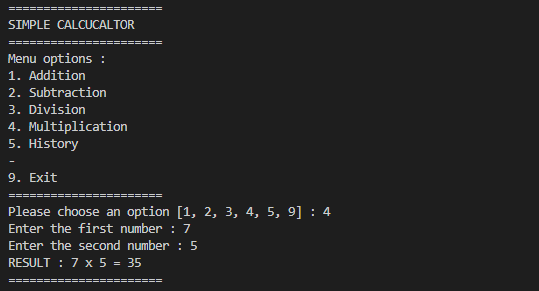 ======================
SIMPLE CALCUCALTOR
======================
Menu options :
1. Addition
2. Subtraction
3. Division
4. Multiplication
5. History
-
9. Exit
======================
Please choose an option [1, 2, 3, 4, 5, 9] : 4
Enter the first number : 7
Enter the second number : 5
RESULT : 7 x 5 = 35
======================